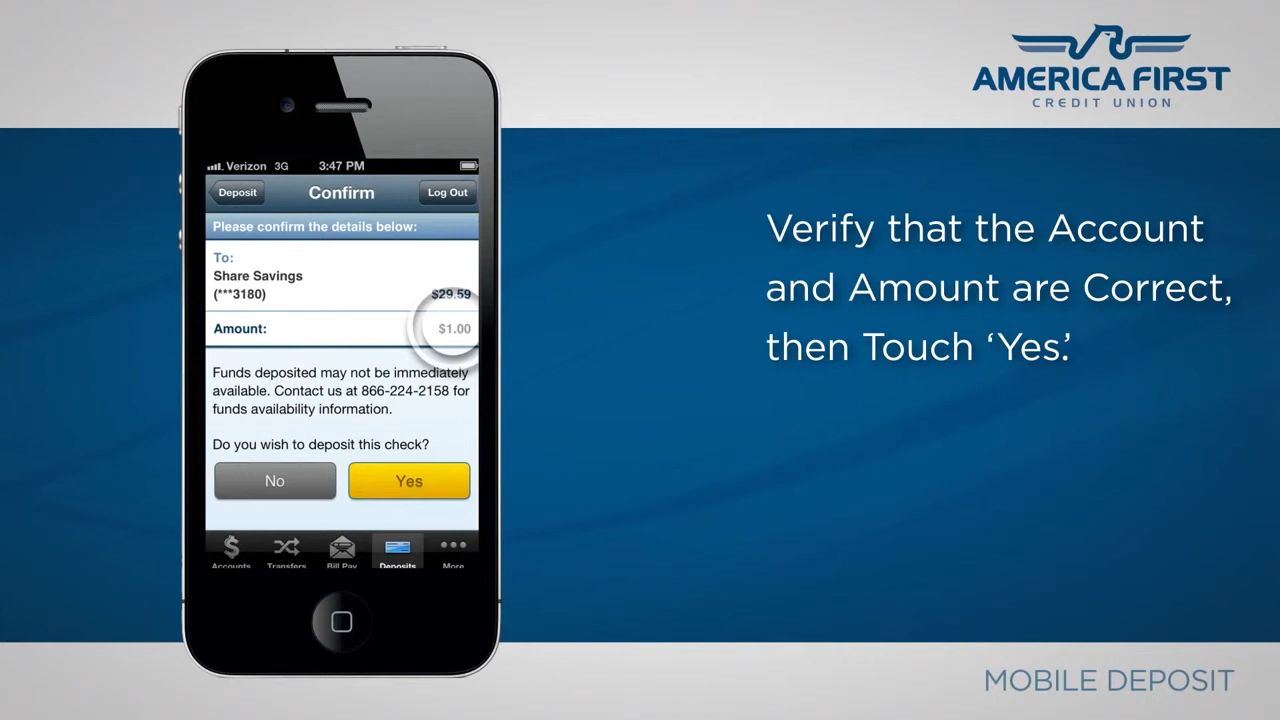 AMERICA FIRST
CREDIT UNION
Verizon 3G 3:47 PM
Deposit Confirm Log Out
Please confirm the details below:
To:
Share Savings
(***3180) $29.59
Amount: $1.00
Funds deposited may not be immediately
available. Contact us at 866-224-2158 for
funds availability information.
Do you wish to deposit this check?
No Yes
Accounts Transfers Bill Pay Deposits More
Verify that the Account
and Amount are Correct,
then Touch ‘Yes.’
MOBILE DEPOSIT